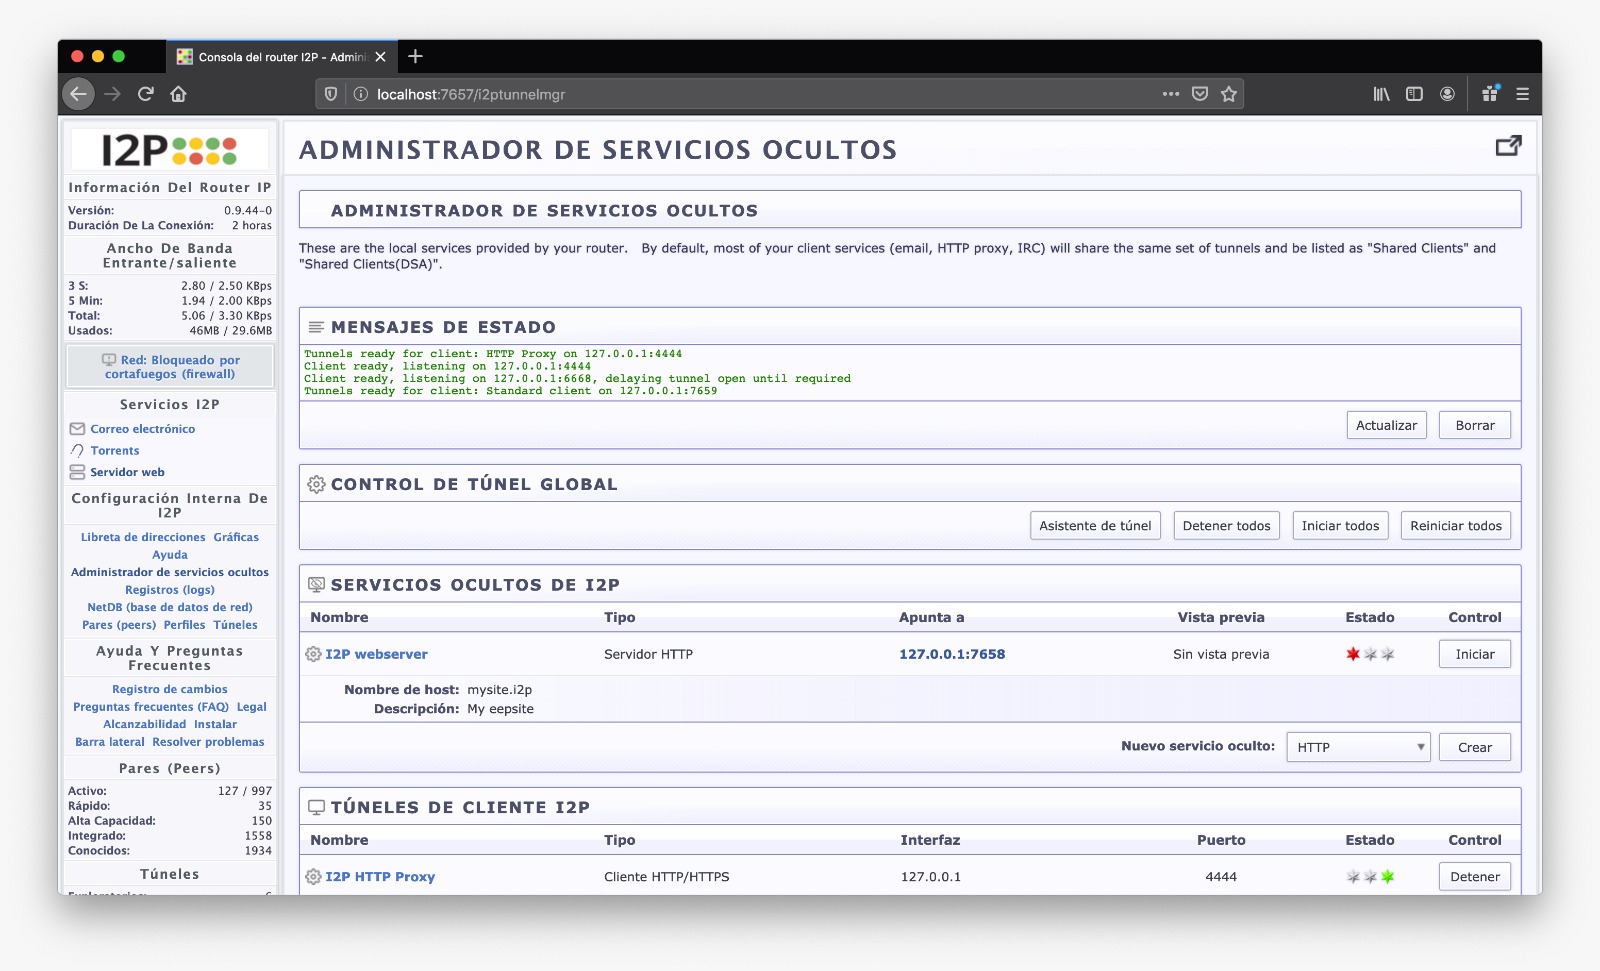 Consola del router I2P - Admini
localhost:7657/i2ptunnelmgr
I2P
Información Del Router IP
Versión: 0.9.44-0
Duración De La Conexión: 2 horas
Ancho De Banda
Entrante/saliente
3 S: 2.80 / 2.50 KBps
5 Min: 1.94 / 2.00 KBps
Total: 5.06 / 3.30 KBps
Usados: 46MB / 29.6MB
Red: Bloqueado por
cortafuegos (firewall)
Servicios I2P
Correo electrónico
Torrents
Servidor web
Configuración Interna De
I2P
Libreta de direcciones Gráficas
Ayuda
Administrador de servicios ocultos
Registros (logs)
NetDB (base de datos de red)
Pares (peers) Perfiles Túneles
Ayuda Y Preguntas
Frecuentes
Registro de cambios
Preguntas frecuentes (FAQ) Legal
Alcanzabilidad Instalar
Barra lateral Resolver problemas
Pares (Peers)
Activo: 127 / 997
Rápido: 35
Alta Capacidad: 150
Integrado: 1558
Conocidos: 1934
Túneles
ADMINISTRADOR DE SERVICIOS OCULTOS
ADMINISTRADOR DE SERVICIOS OCULTOS
These are the local services provided by your router. By default, most of your client services (email, HTTP proxy, IRC) will share the same set of tunnels and be listed as "Shared Clients" and
"Shared Clients(DSA)".
MENSAJES DE ESTADO
Tunnels ready for client: HTTP Proxy on 127.0.0.1:4444
Client ready, listening on 127.0.0.1:4444
Client ready, listening on 127.0.0.1:6668, delaying tunnel open until required
Tunnels ready for client: Standard client on 127.0.0.1:7659
Actualizar Borrar
CONTROL DE TÚNEL GLOBAL
Asistente de túnel Detener todos Iniciar todos Reiniciar todos
SERVICIOS OCULTOS DE I2P
Nombre Tipo Apunta a Vista previa Estado Control
I2P webserver Servidor HTTP 127.0.0.1:7658 Sin vista previa Iniciar
Nombre de host: mysite.i2p
Descripción: My eepsite
Nuevo servicio oculto: HTTP Crear
TÚNELES DE CLIENTE I2P
Nombre Tipo Interfaz Puerto Estado Control
I2P HTTP Proxy Cliente HTTP/HTTPS 127.0.0.1 4444 Detener